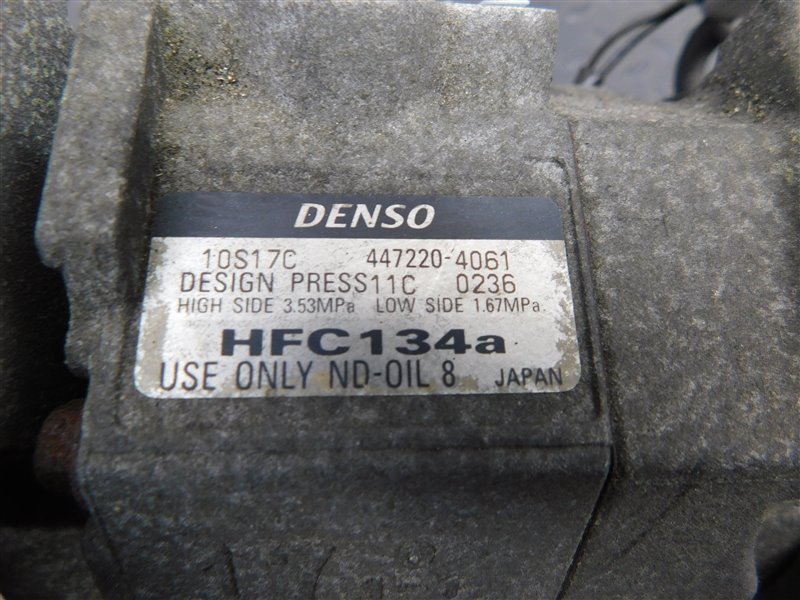 DENSO
10S17C 447220-4061
DESIGN PRESS11C 0236
HIGH SIDE 3.53MPa LOW SIDE 1.67MPa
HFC134a
USE ONLY ND-OIL 8 JAPAN